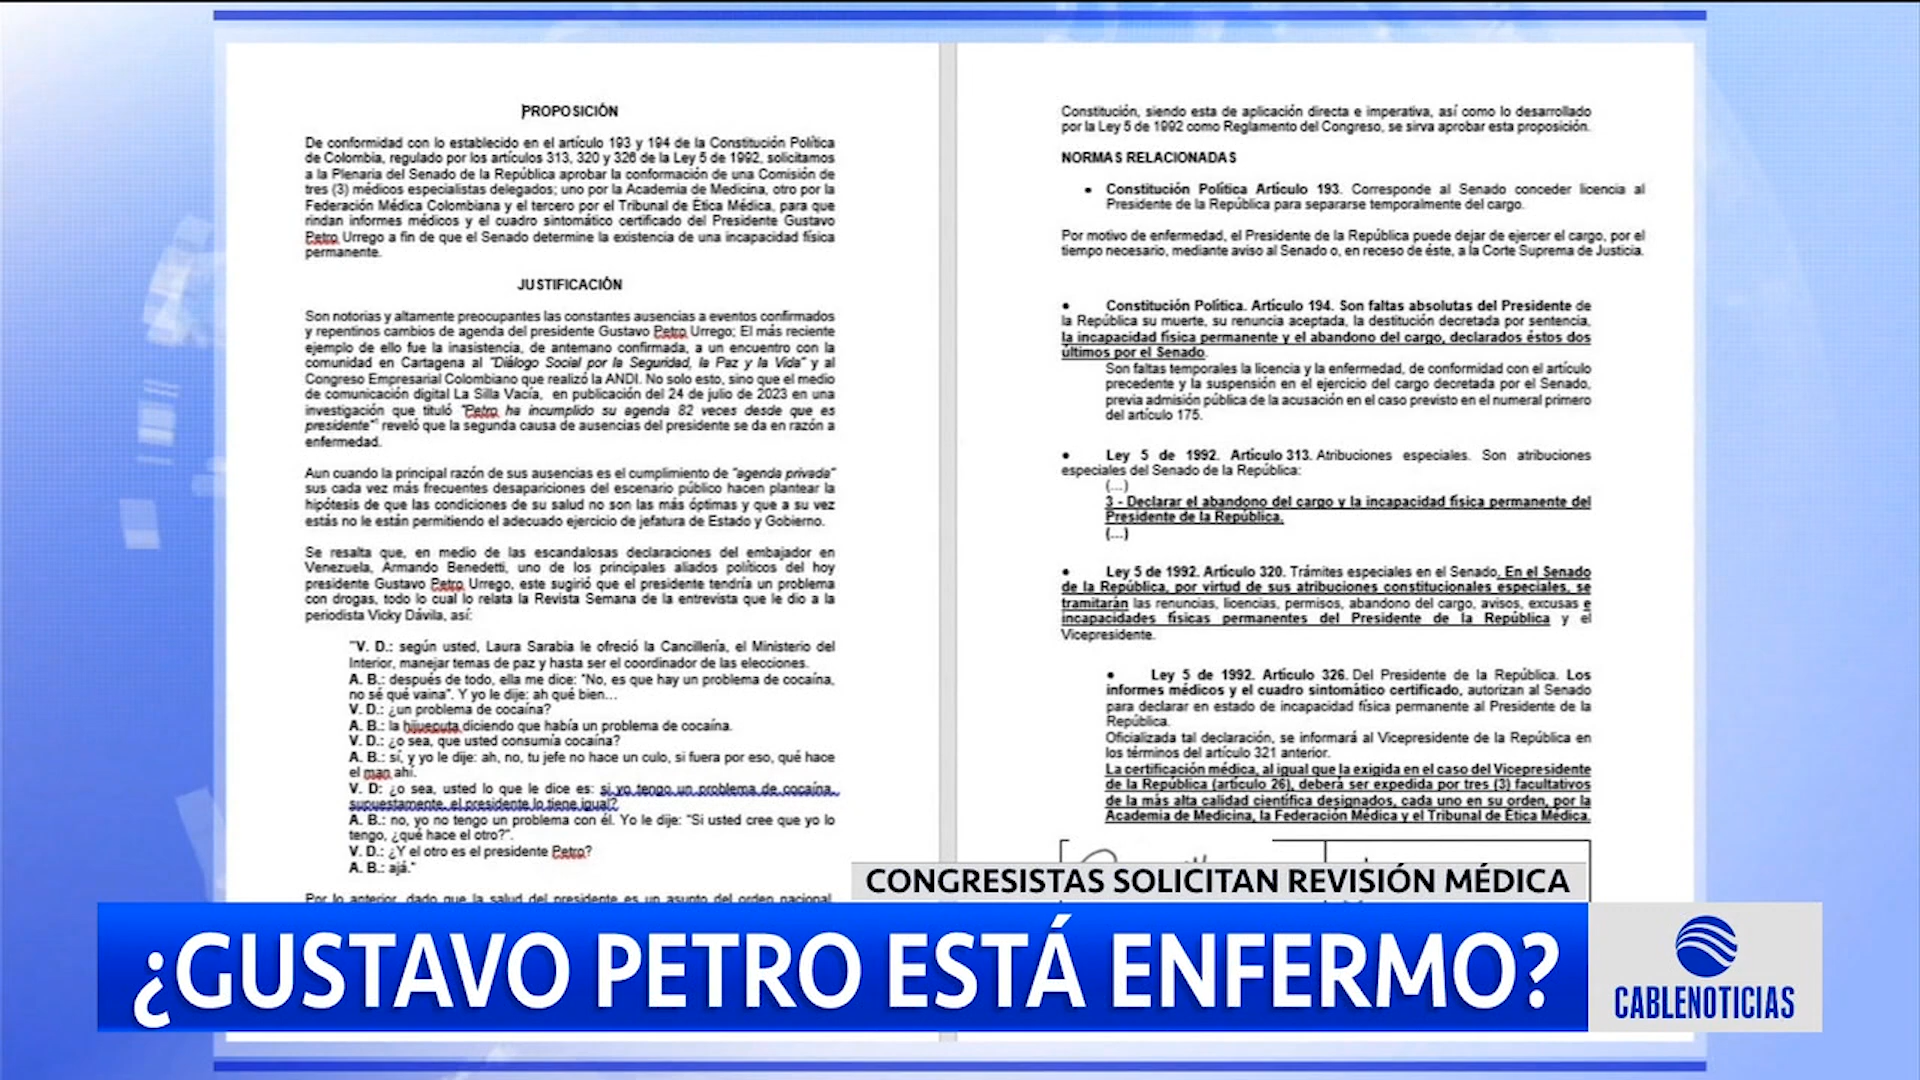 PROPOSICIÓN
De conformidad con lo establecido en el artículo 193 y 194 de la Constitución Política
de Colombia, regulado por los artículos 313, 320 y 326 de la Ley 5 de 1992, solicitamos
a la Plenaria del Senado de la República aprobar la conformación de una Comisión de
tres (3) médicos especialistas delegados; uno por la Academia de Medicina, otro por la
Federación Médica Colombiana y el tercero por el Tribunal de Ética Médica, para que
rindan informes médicos y el cuadro sintomático certificado del Presidente Gustavo
Petro Urrego a fin de que el Senado determine la existencia de una incapacidad física
permanente.
JUSTIFICACIÓN
Son notorias y altamente preocupantes las constantes ausencias a eventos confirmados
y repentinos cambios de agenda del presidente Gustavo Petro Urrego; El más reciente
ejemplo de ello fue la inasistencia, de antemano confirmada, a un encuentro con la
comunidad en Cartagena al "Diálogo Social por la Seguridad, la Paz y la Vida" y al
Congreso Empresarial Colombiano que realizó la ANDI. No solo esto, sino que el medio
de comunicación digital La Silla Vacía, en publicación del 24 de julio de 2023 en una
investigación que tituló "Petro ha incumplido su agenda 82 veces desde que es
presidente" reveló que la segunda causa de ausencias del presidente se da en razón a
enfermedad.
Aun cuando la principal razón de sus ausencias es el cumplimiento de "agenda privada"
sus cada vez más frecuentes desapariciones del escenario público hacen plantear la
hipótesis de que las condiciones de su salud no son las más óptimas y que a su vez
estás no le están permitiendo el adecuado ejercicio de jefatura de Estado y Gobierno.
Se resalta que, en medio de las escandalosas declaraciones del embajador en
Venezuela, Armando Benedetti, uno de los principales aliados políticos del hoy
presidente Gustavo Petro Urrego, este sugirió que el presidente tendría un problema
con drogas, todo lo cual lo relata la Revista Semana de la entrevista que le dio a la
periodista Vicky Dávila, así:
"V. D.: según usted, Laura Sarabia le ofreció la Cancillería, el Ministerio del
Interior, manejar temas de paz y hasta ser el coordinador de las elecciones.
A. B.: después de todo, ella me dice: "No, es que hay un problema de cocaína,
no sé qué vaina". Y yo le dije: ah qué bien...
V. D.: ¿un problema de cocaína?
A. B.: la hijueputa diciendo que había un problema de cocaína.
V. D.: ¿o sea, que usted consumía cocaína?
A. B.: sí, y yo le dije: ah, no, tu jefe no hace un culo, si fuera por eso, qué hace
el man ahí.
V. D: ¿o sea, usted lo que le dice es: si yo tengo un problema de cocaína,
supuestamente, el presidente lo tiene igual?
A. B.: no, yo no tengo un problema con él. Yo le dije: "Si usted cree que yo lo
tengo, ¿qué hace el otro?".
V. D.: ¿Y el otro es el presidente Petro?
A. B.: ajá."
Por lo anterior, dado que la salud del presidente es un asunto del orden nacional,
Constitución, siendo esta de aplicación directa e imperativa, así como lo desarrollado
por la Ley 5 de 1992 como Reglamento del Congreso, se sirva aprobar esta proposición.
NORMAS RELACIONADAS
• Constitución Política Artículo 193. Corresponde al Senado conceder licencia al
Presidente de la República para separarse temporalmente del cargo.
Por motivo de enfermedad, el Presidente de la República puede dejar de ejercer el cargo, por el
tiempo necesario, mediante aviso al Senado o, en receso de éste, a la Corte Suprema de Justicia.
• Constitución Política. Artículo 194. Son faltas absolutas del Presidente de
la República su muerte, su renuncia aceptada, la destitución decretada por sentencia,
la incapacidad física permanente y el abandono del cargo, declarados éstos dos
últimos por el Senado.
Son faltas temporales la licencia y la enfermedad, de conformidad con el artículo
precedente y la suspensión en el ejercicio del cargo decretada por el Senado,
previa admisión pública de la acusación en el caso previsto en el numeral primero
del artículo 175.
• Ley 5 de 1992. Artículo 313. Atribuciones especiales. Son atribuciones
especiales del Senado de la República:
(...)
3 - Declarar el abandono del cargo y la incapacidad física permanente del
Presidente de la República.
(...)
• Ley 5 de 1992. Artículo 320. Trámites especiales en el Senado. En el Senado
de la República, por virtud de sus atribuciones constitucionales especiales, se
tramitarán las renuncias, licencias, permisos, abandono del cargo, avisos, excusas e
incapacidades físicas permanentes del Presidente de la República y el
Vicepresidente.
• Ley 5 de 1992. Artículo 326. Del Presidente de la República. Los
informes médicos y el cuadro sintomático certificado, autorizan al Senado
para declarar en estado de incapacidad física permanente al Presidente de la
República.
Oficializada tal declaración, se informará al Vicepresidente de la República en
los términos del artículo 321 anterior.
La certificación médica, al igual que la exigida en el caso del Vicepresidente
de la República (artículo 26), deberá ser expedida por tres (3) facultativos
de la más alta calidad científica designados, cada uno en su orden, por la
Academia de Medicina, la Federación Médica y el Tribunal de Ética Médica.
CONGRESISTAS SOLICITAN REVISIÓN MÉDICA
¿GUSTAVO PETRO ESTÁ ENFERMO?
CABLENOTICIAS